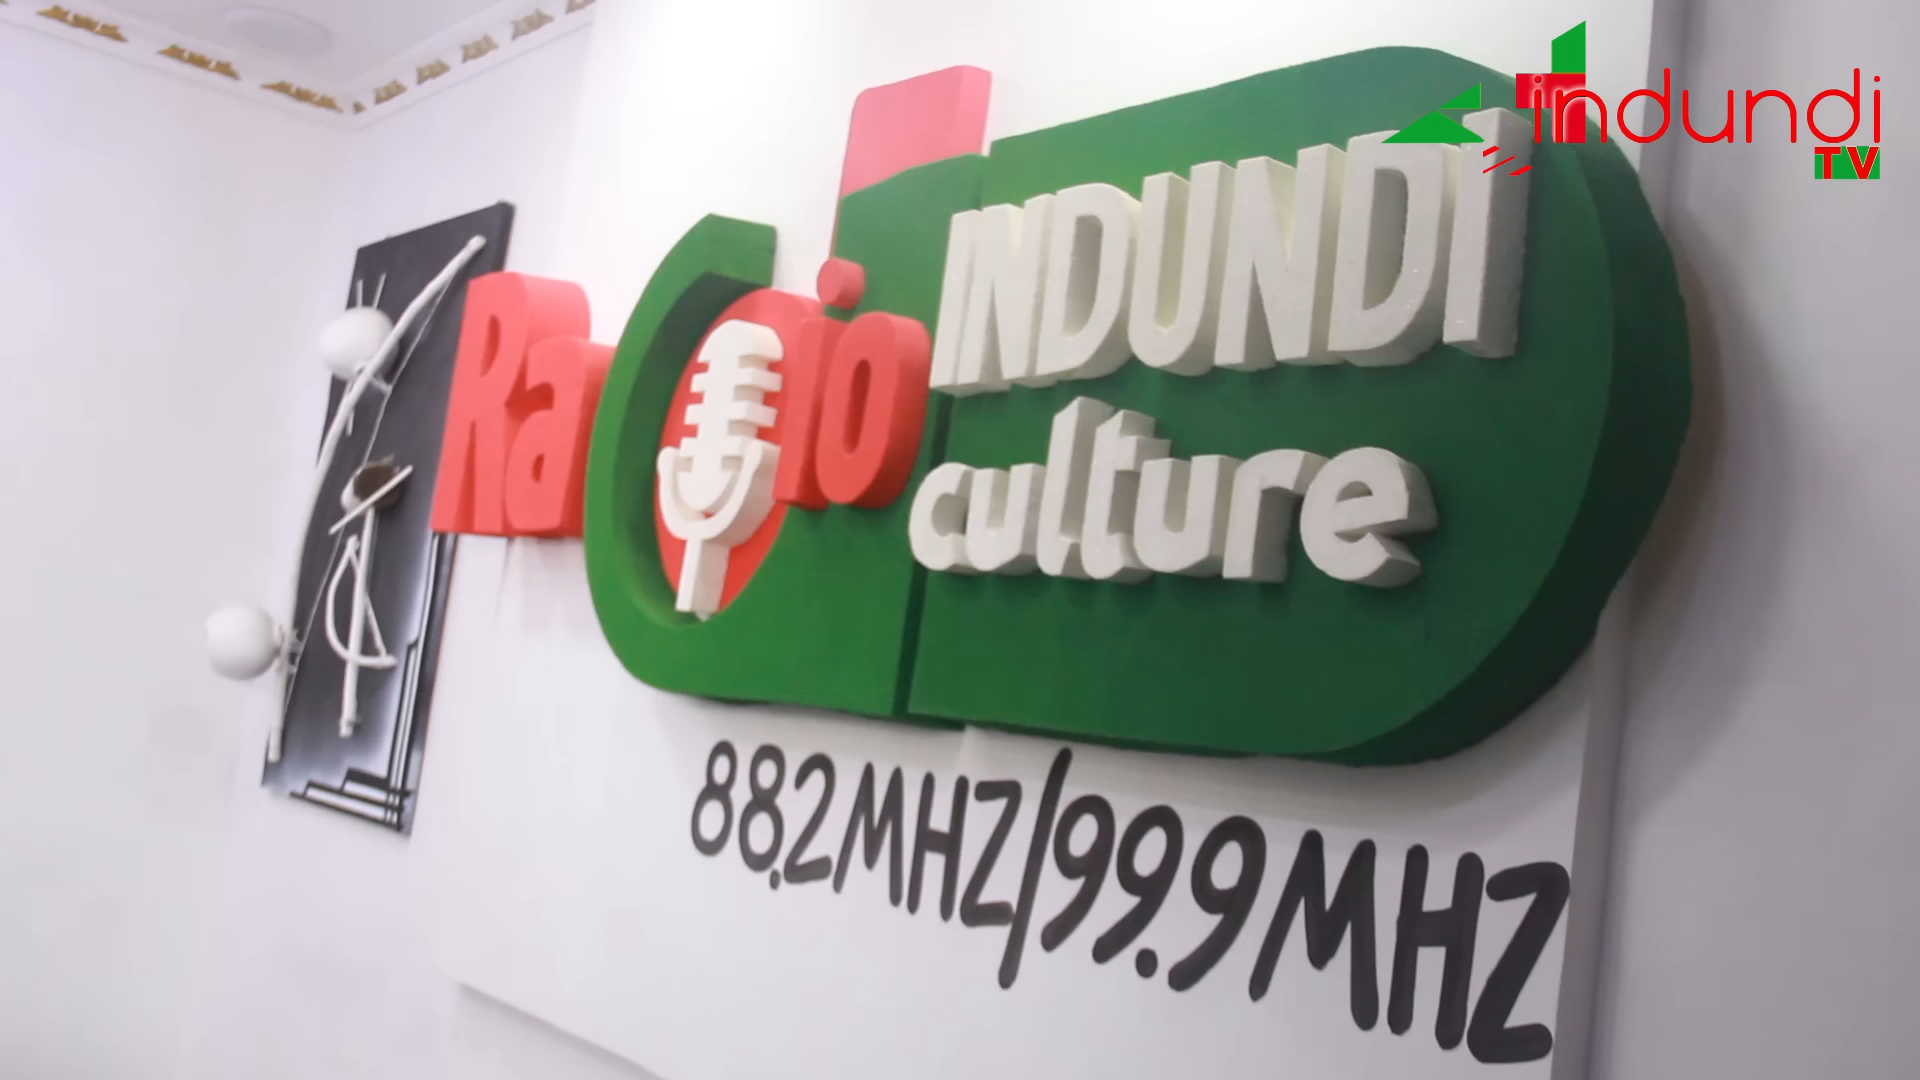 indundi
TV
Radio
INDUNDI
culture
88.2MHZ/99.9MHZ